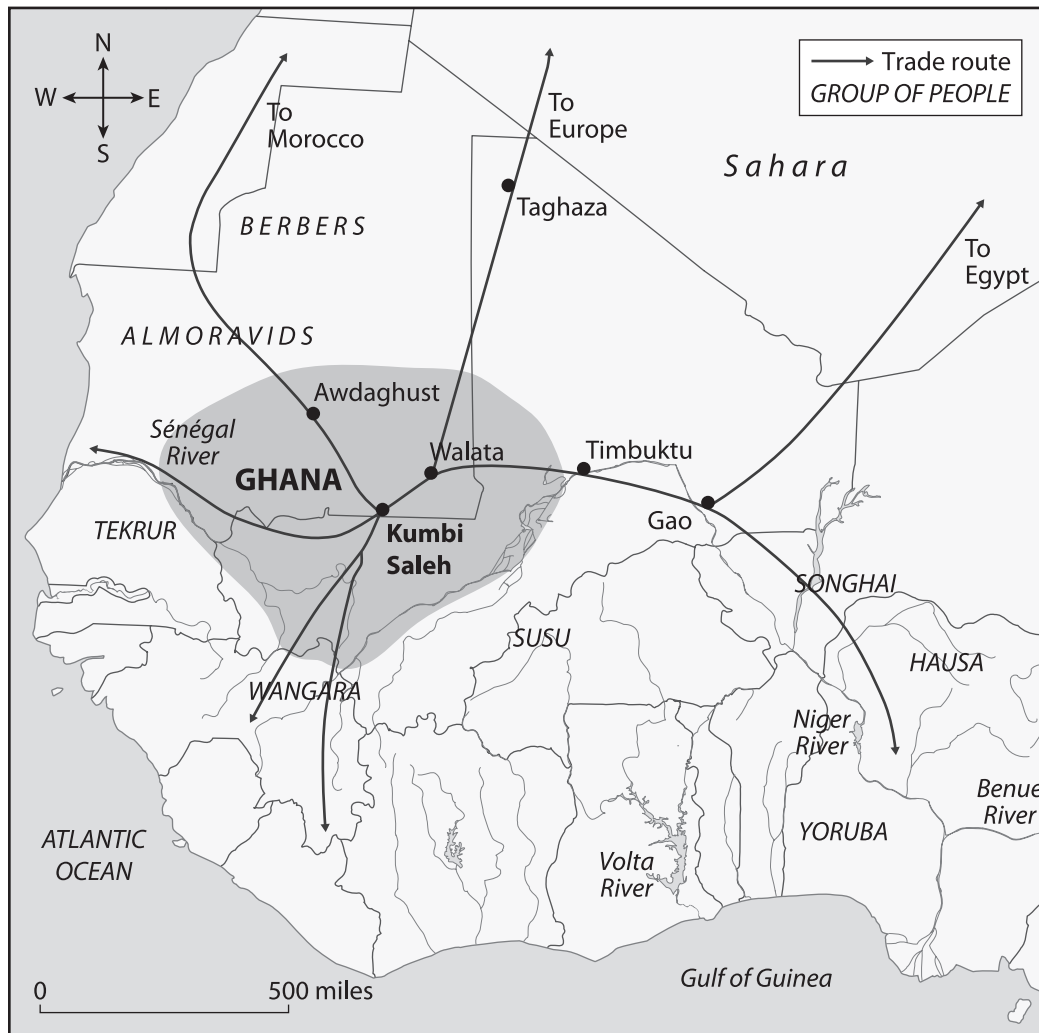 N
W E
S
Trade route
GROUP OF PEOPLE
To
Morocco
To
Europe
Sahara
Taghaza
BERBERS
To
Egypt
ALMORAVIDS
Awdaghust
Sénégal
River
Walata
Timbuktu
GHANA
Gao
TEKRUR
Kumbi
Saleh
SONGHAI
SUSU
HAUSA
WANGARA
Niger
River
Benue
River
ATLANTIC
OCEAN
YORUBA
Volta
River
Gulf of Guinea
0 500 miles